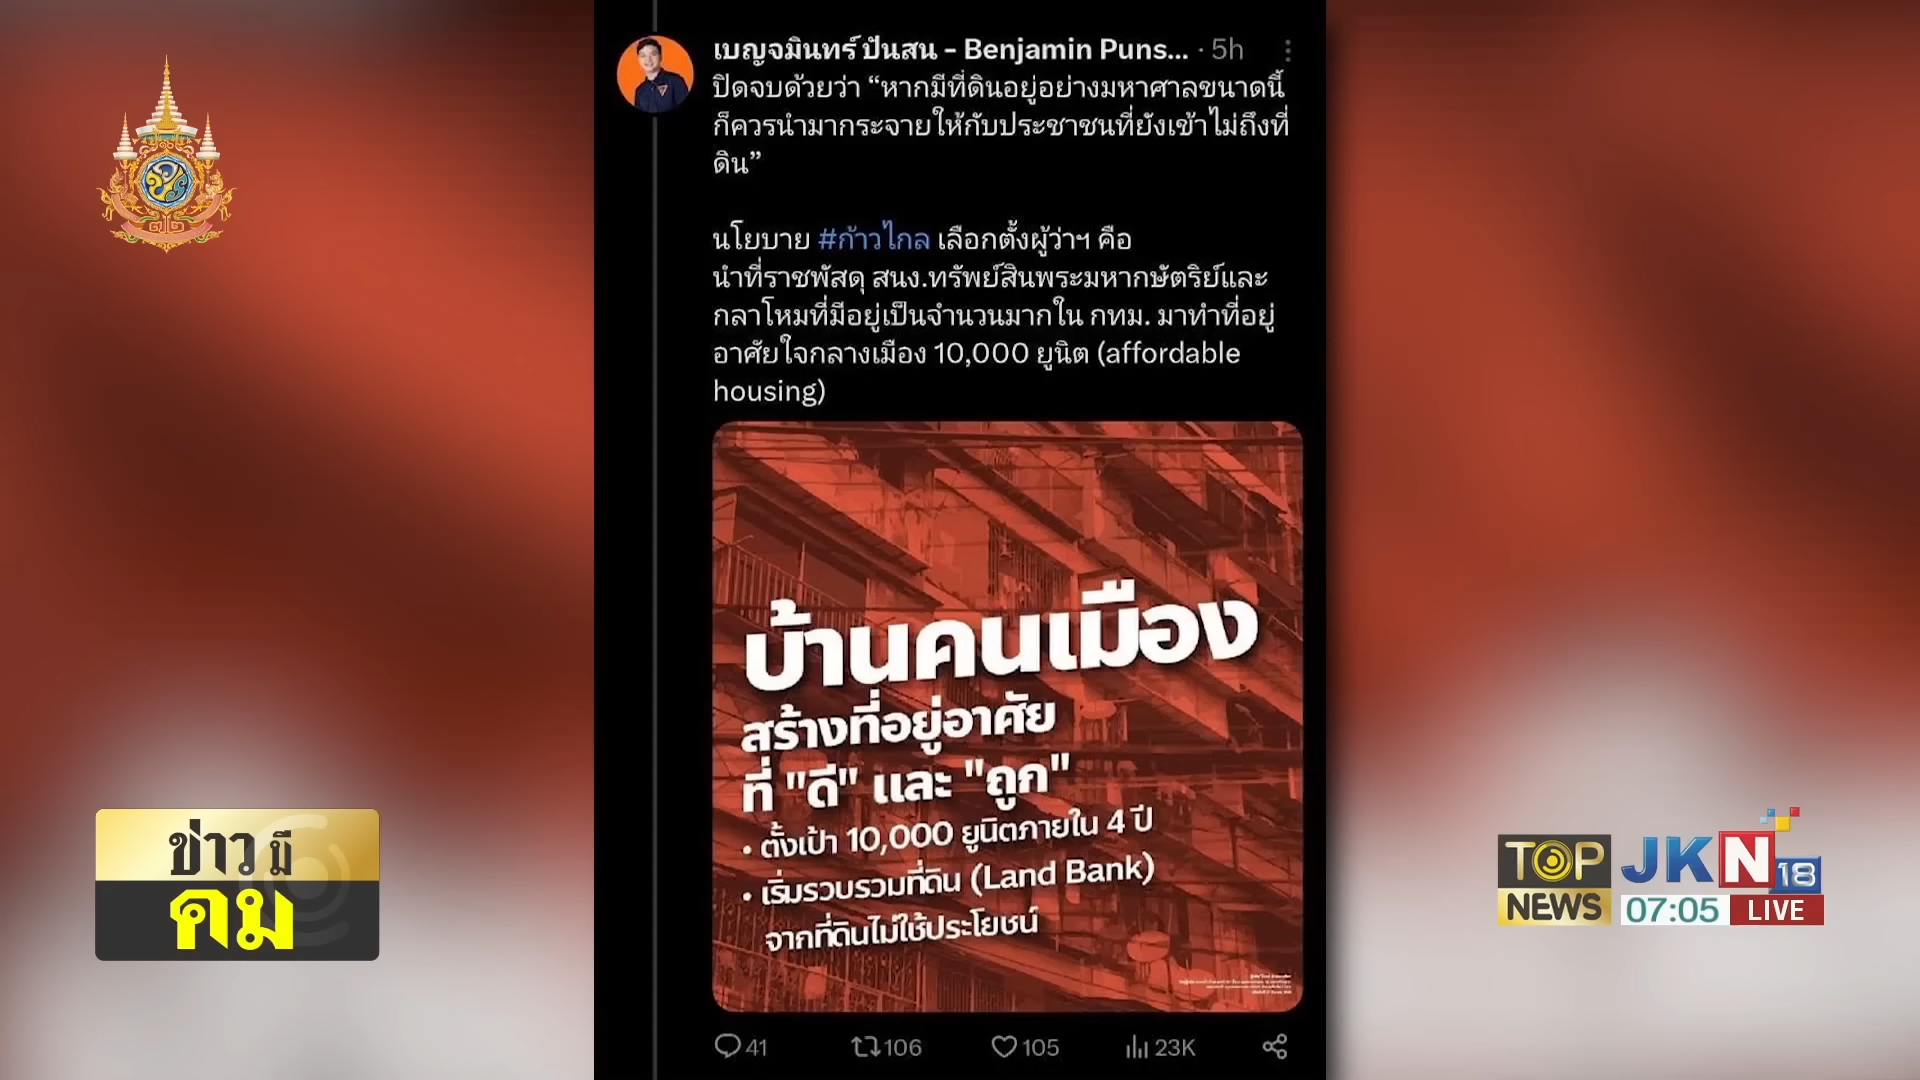 เบญจมินทร์ ปันสน - Benjamin Puns... · 5h
ปิดจบด้วยว่า “หากมีที่ดินอยู่อย่างมหาศาลขนาดนี้
ก็ควรนำมากระจายให้กับประชาชนที่ยังเข้าไม่ถึงที่
ดิน”
นโยบาย #ก้าวไกล เลือกตั้งผู้ว่าฯ คือ
นำที่ราชพัสดุ สนง.ทรัพย์สินพระมหากษัตริย์และ
กลาโหมที่มีอยู่เป็นจำนวนมากใน กทม. มาทำที่อยู่
อาศัยใจกลางเมือง 10,000 ยูนิต (affordable
housing)
บ้านคนเมือง
สร้างที่อยู่อาศัย
ที่ "ดี" และ "ถูก"
• ตั้งเป้า 10,000 ยูนิตภายใน 4 ปี
• เริ่มรวบรวมที่ดิน (Land Bank)
จากที่ดินไม่ใช้ประโยชน์
41 106 105 23K
ข่าวมี
คม
TOP
NEWS
JKN18
07:05 LIVE